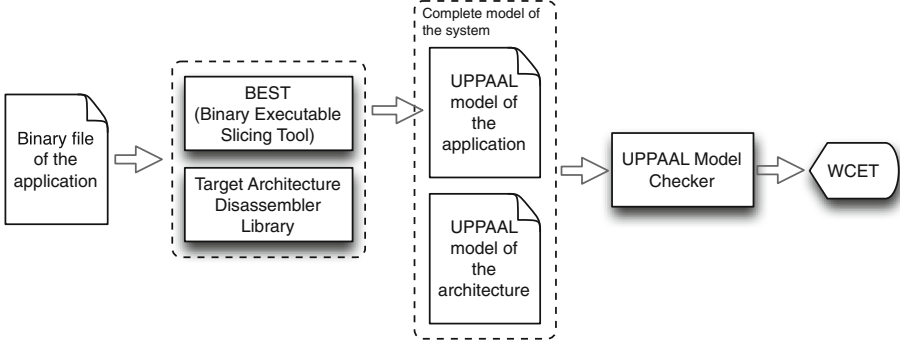 Binary file
of the
application
BEST
(Binary Executable
Slicing Tool)
Target Architecture
Disassembler
Library
Complete model of
the system
UPPAAL
model of
the
application
UPPAAL
model of
the
architecture
UPPAAL Model
Checker
WCET